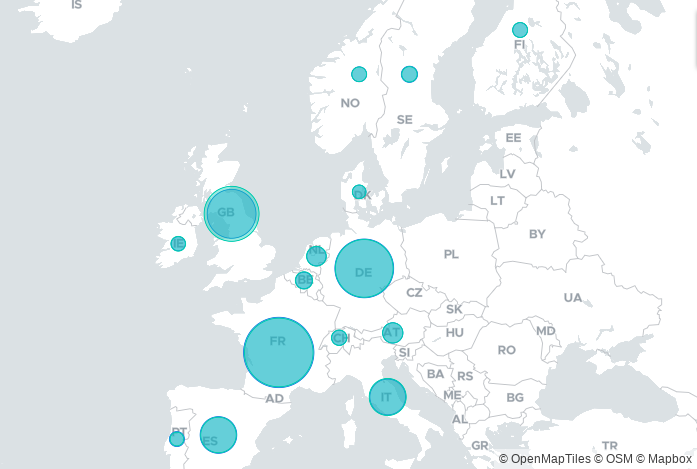 IS
FI
NO
SE
EE
LV
DK
LT
GB
BY
IE
NL
PL
DE
BE
CZ
UA
SK
FR
CH
AT
HU
MD
SI
RO
BA
RS
AD
IT
ME
BG
AL
PT
ES
GR
TR
© OpenMapTiles © OSM © Mapbox